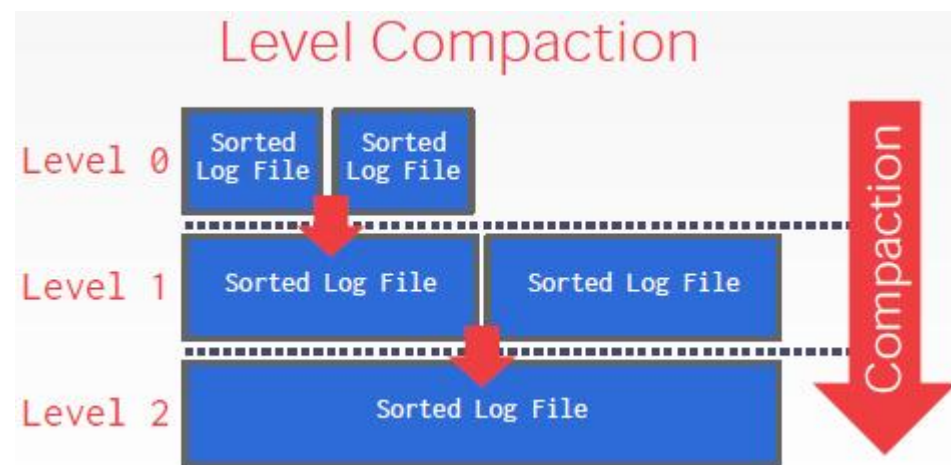 Level Compaction
Level 0
Sorted
Log File
Sorted
Log File
Level 1
Sorted Log File
Sorted Log File
Level 2
Sorted Log File
Compaction